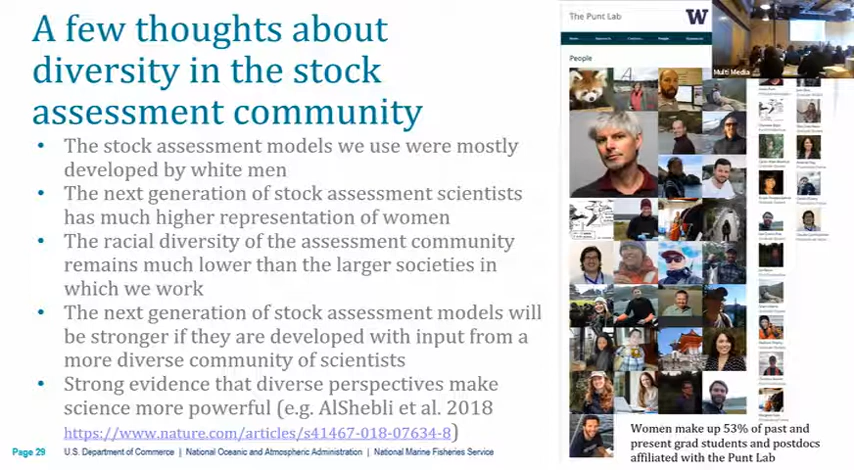 A few thoughts about
diversity in the stock
assessment community
• The stock assessment models we use were mostly
developed by white men
• The next generation of stock assessment scientists
has much higher representation of women
• The racial diversity of the assessment community
remains much lower than the larger societies in
which we work
• The next generation of stock assessment models will
be stronger if they are developed with input from a
more diverse community of scientists
• Strong evidence that diverse perspectives make
science more powerful (e.g. AlShebli et al. 2018
https://www.nature.com/articles/s41467-018-07634-8)
Page 29 U.S. Department of Commerce | National Oceanic and Atmospheric Administration | National Marine Fisheries Service
The Punt Lab
W
People
Multi Media
Women make up 53% of past and
present grad students and postdocs
affiliated with the Punt Lab